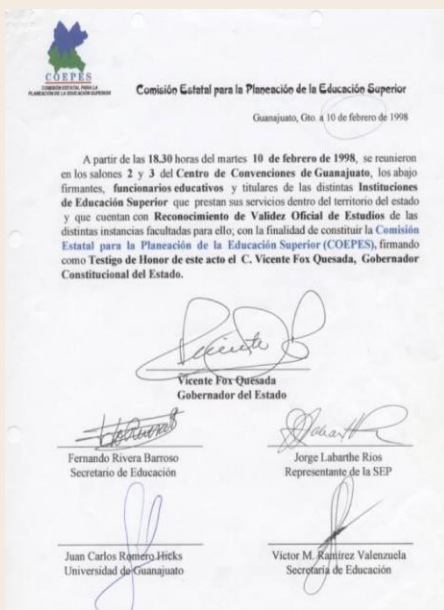 COEPES
COMISIÓN ESTATAL PARA LA
PLANEACIÓN DE LA EDUCACIÓN SUPERIOR
Comisión Estatal para la Planeación de la Educación Superior
Guanajuato, Gto. a 10 de febrero de 1998
A partir de las 18.30 horas del martes 10 de febrero de 1998, se reunieron
en los salones 2 y 3 del Centro de Convenciones de Guanajuato, los abajo
firmantes, funcionarios educativos y titulares de las distintas Instituciones
de Educación Superior que prestan sus servicios dentro del territorio del estado
y que cuentan con Reconocimiento de Validez Oficial de Estudios de las
distintas instancias facultadas para ello; con la finalidad de constituir la Comisión
Estatal para la Planeación de la Educación Superior (COEPES), firmando
como Testigo de Honor de este acto el C. Vicente Fox Quesada, Gobernador
Constitucional del Estado.
Vicente Fox Quesada
Gobernador del Estado
Fernando Rivera Barroso
Secretario de Educación
Jorge Labarthe Rios
Representante de la SEP
Juan Carlos Romero Hicks
Universidad de Guanajuato
Victor M. Ramírez Valenzuela
Secretaría de Educación